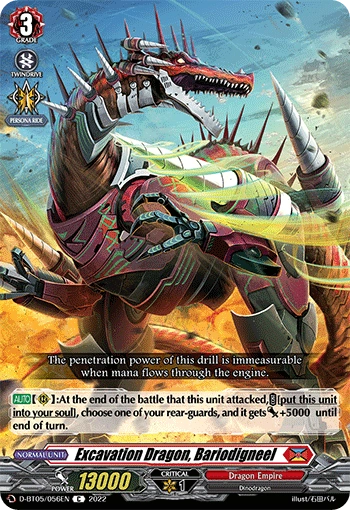 3
GRADE
TWINDRIVE
PERSONA RIDE
The penetration power of this drill is immeasurable
when mana flows through the engine.
AUTO[ ]:At the end of the battle that this unit attacked, [put this unit
into your soul], choose one of your rear-guards, and it gets +5000 until
end of turn.
NORMAL UNIT
Excavation Dragon, Bariodigneel
POWER 13000
CRITICAL
1
Dragon Empire
Dinodragon
D-BT05/056EN C 2022
illust/石田バル